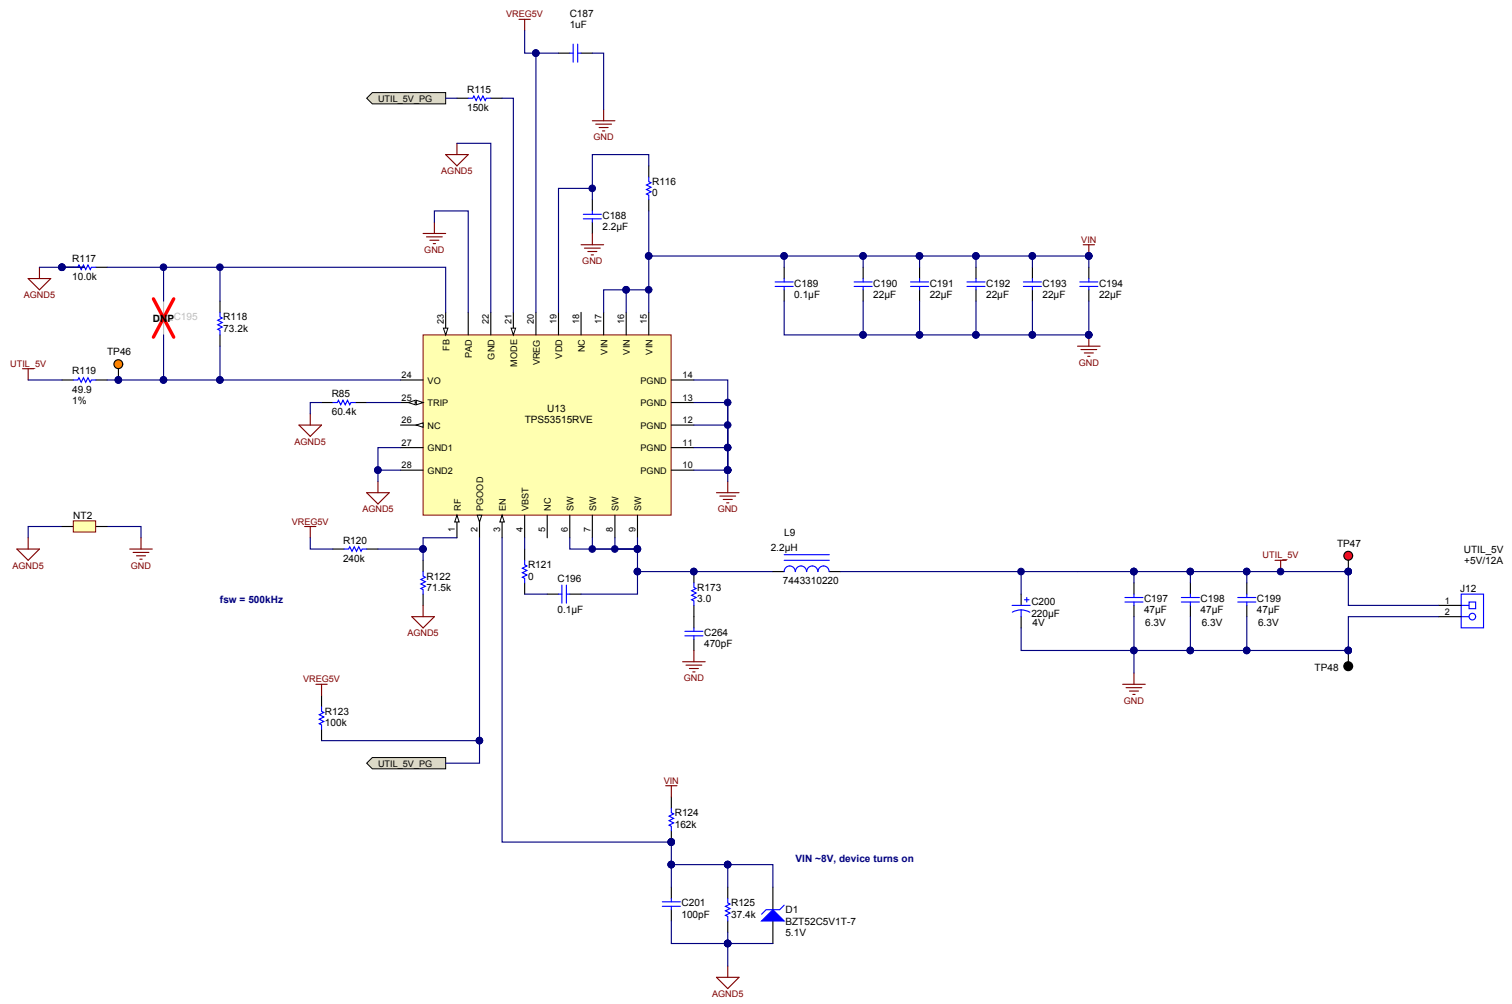 VREG5V
C187
1uF
GND
UTIL_5V_PG
R115
150k
AGND5
GND
R116
0
C188
2.2µF
GND
VIN
C189
0.1µF
C190
22µF
C191
22µF
C192
22µF
C193
22µF
C194
22µF
GND
R117
10.0k
AGND5
DNP
C195
R118
73.2k
UTIL_5V
R119
49.9
1%
TP46
R85
60.4k
AGND5
AGND5
23
22
21
20
19
18
17
16
15
FB
PAD
GND
MODE
VREG
VDD
NC
VIN
VIN
VIN
24
VO
25
TRIP
26
NC
27
GND1
28
GND2
U13
TPS53515RVE
PGND
14
PGND
13
PGND
12
PGND
11
PGND
10
GND
RF
PGOOD
EN
VBST
NC
SW
SW
SW
SW
1
2
3
4
5
6
7
8
9
NT2
AGND5
GND
VREG5V
R120
240k
R122
71.5k
AGND5
fsw = 500kHz
R121
0
C196
0.1µF
R173
3.0
C264
470pF
GND
L9
2.2µH
7443310220
C200
220µF
4V
C197
47µF
6.3V
C198
47µF
6.3V
C199
47µF
6.3V
GND
UTIL_5V
TP47
TP48
UTIL_5V
+5V/12A
J12
1
2
VREG5V
R123
100k
UTIL_5V_PG
VIN
R124
162k
VIN ~8V, device turns on
C201
100pF
R125
37.4k
D1
BZT52C5V1T-7
5.1V
AGND5